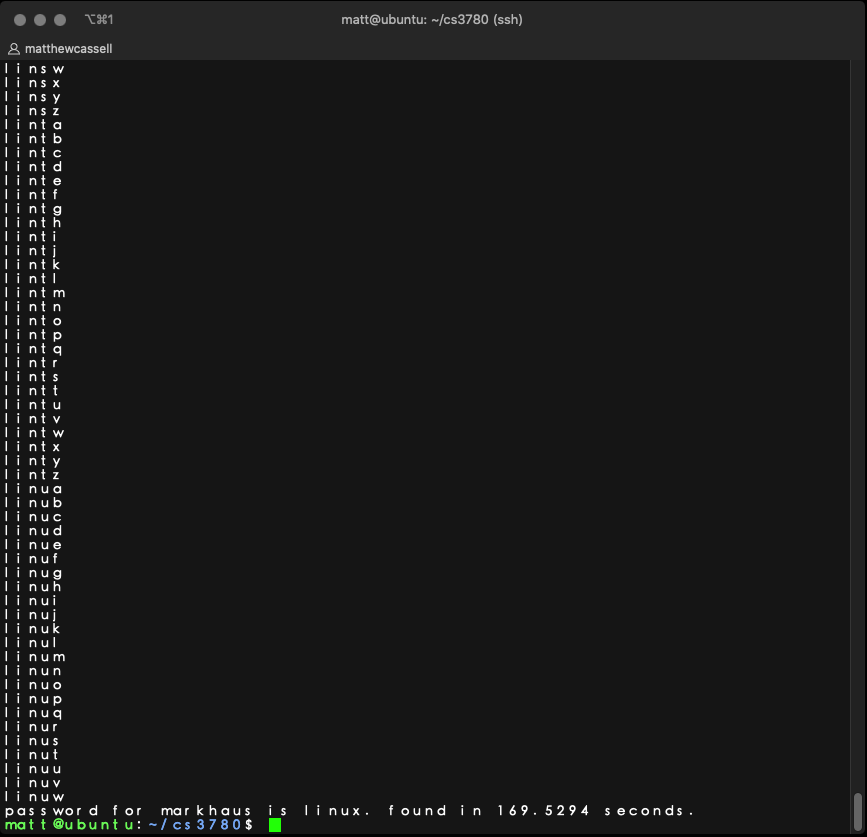 ⌥⌘1
matt@ubuntu: ~/cs3780 (ssh)
matthewcassell
linsw
linsx
linsy
linsz
linta
lintb
lintc
lintd
linte
lintf
lintg
linth
linti
lintj
lintk
lintl
lintm
lintn
linto
lintp
lintq
lintr
lints
lintt
lintu
lintv
lintw
lintx
linty
lintz
linua
linub
linuc
linud
linue
linuf
linug
linuh
linui
linuj
linuk
linul
linum
linun
linuo
linup
linuq
linur
linus
linut
linuu
linuv
linuw
password for markhaus is linux. found in 169.5294 seconds.
matt@ubuntu:~/cs3780$